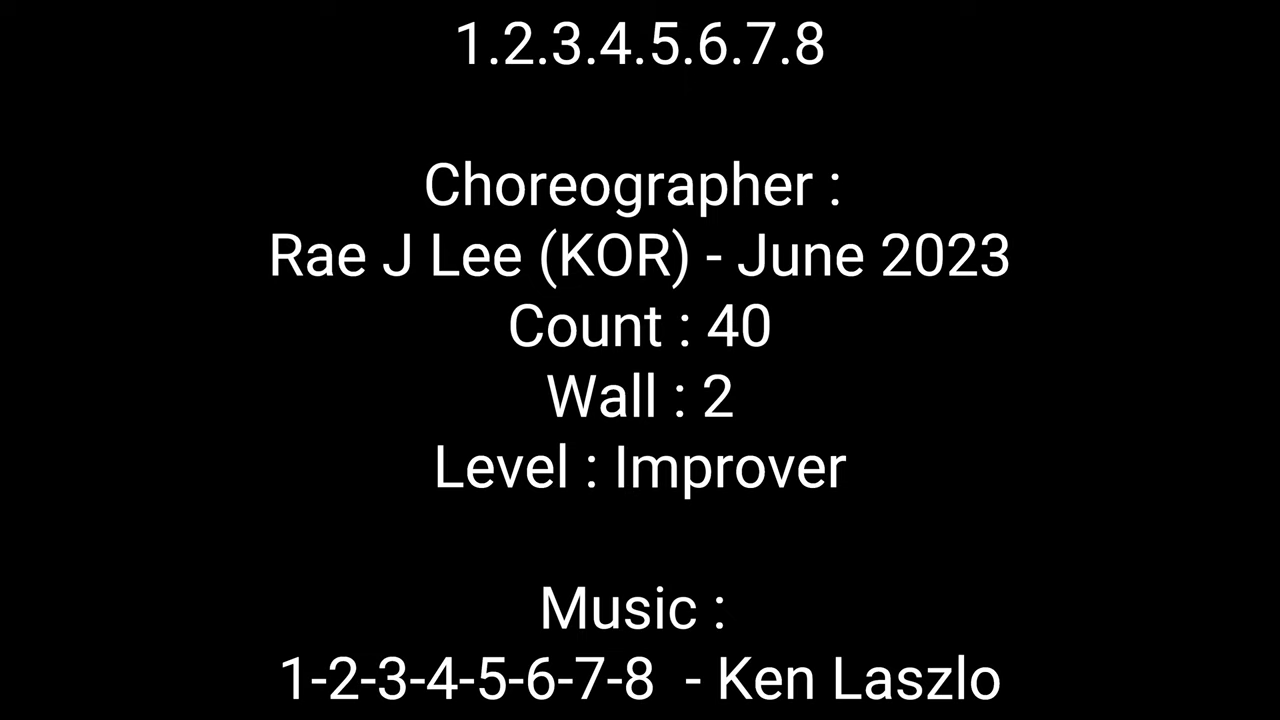 1.2.3.4.5.6.7.8
Choreographer :
Rae J Lee (KOR) - June 2023
Count : 40
Wall : 2
Level : Improver
Music :
1-2-3-4-5-6-7-8  - Ken Laszlo